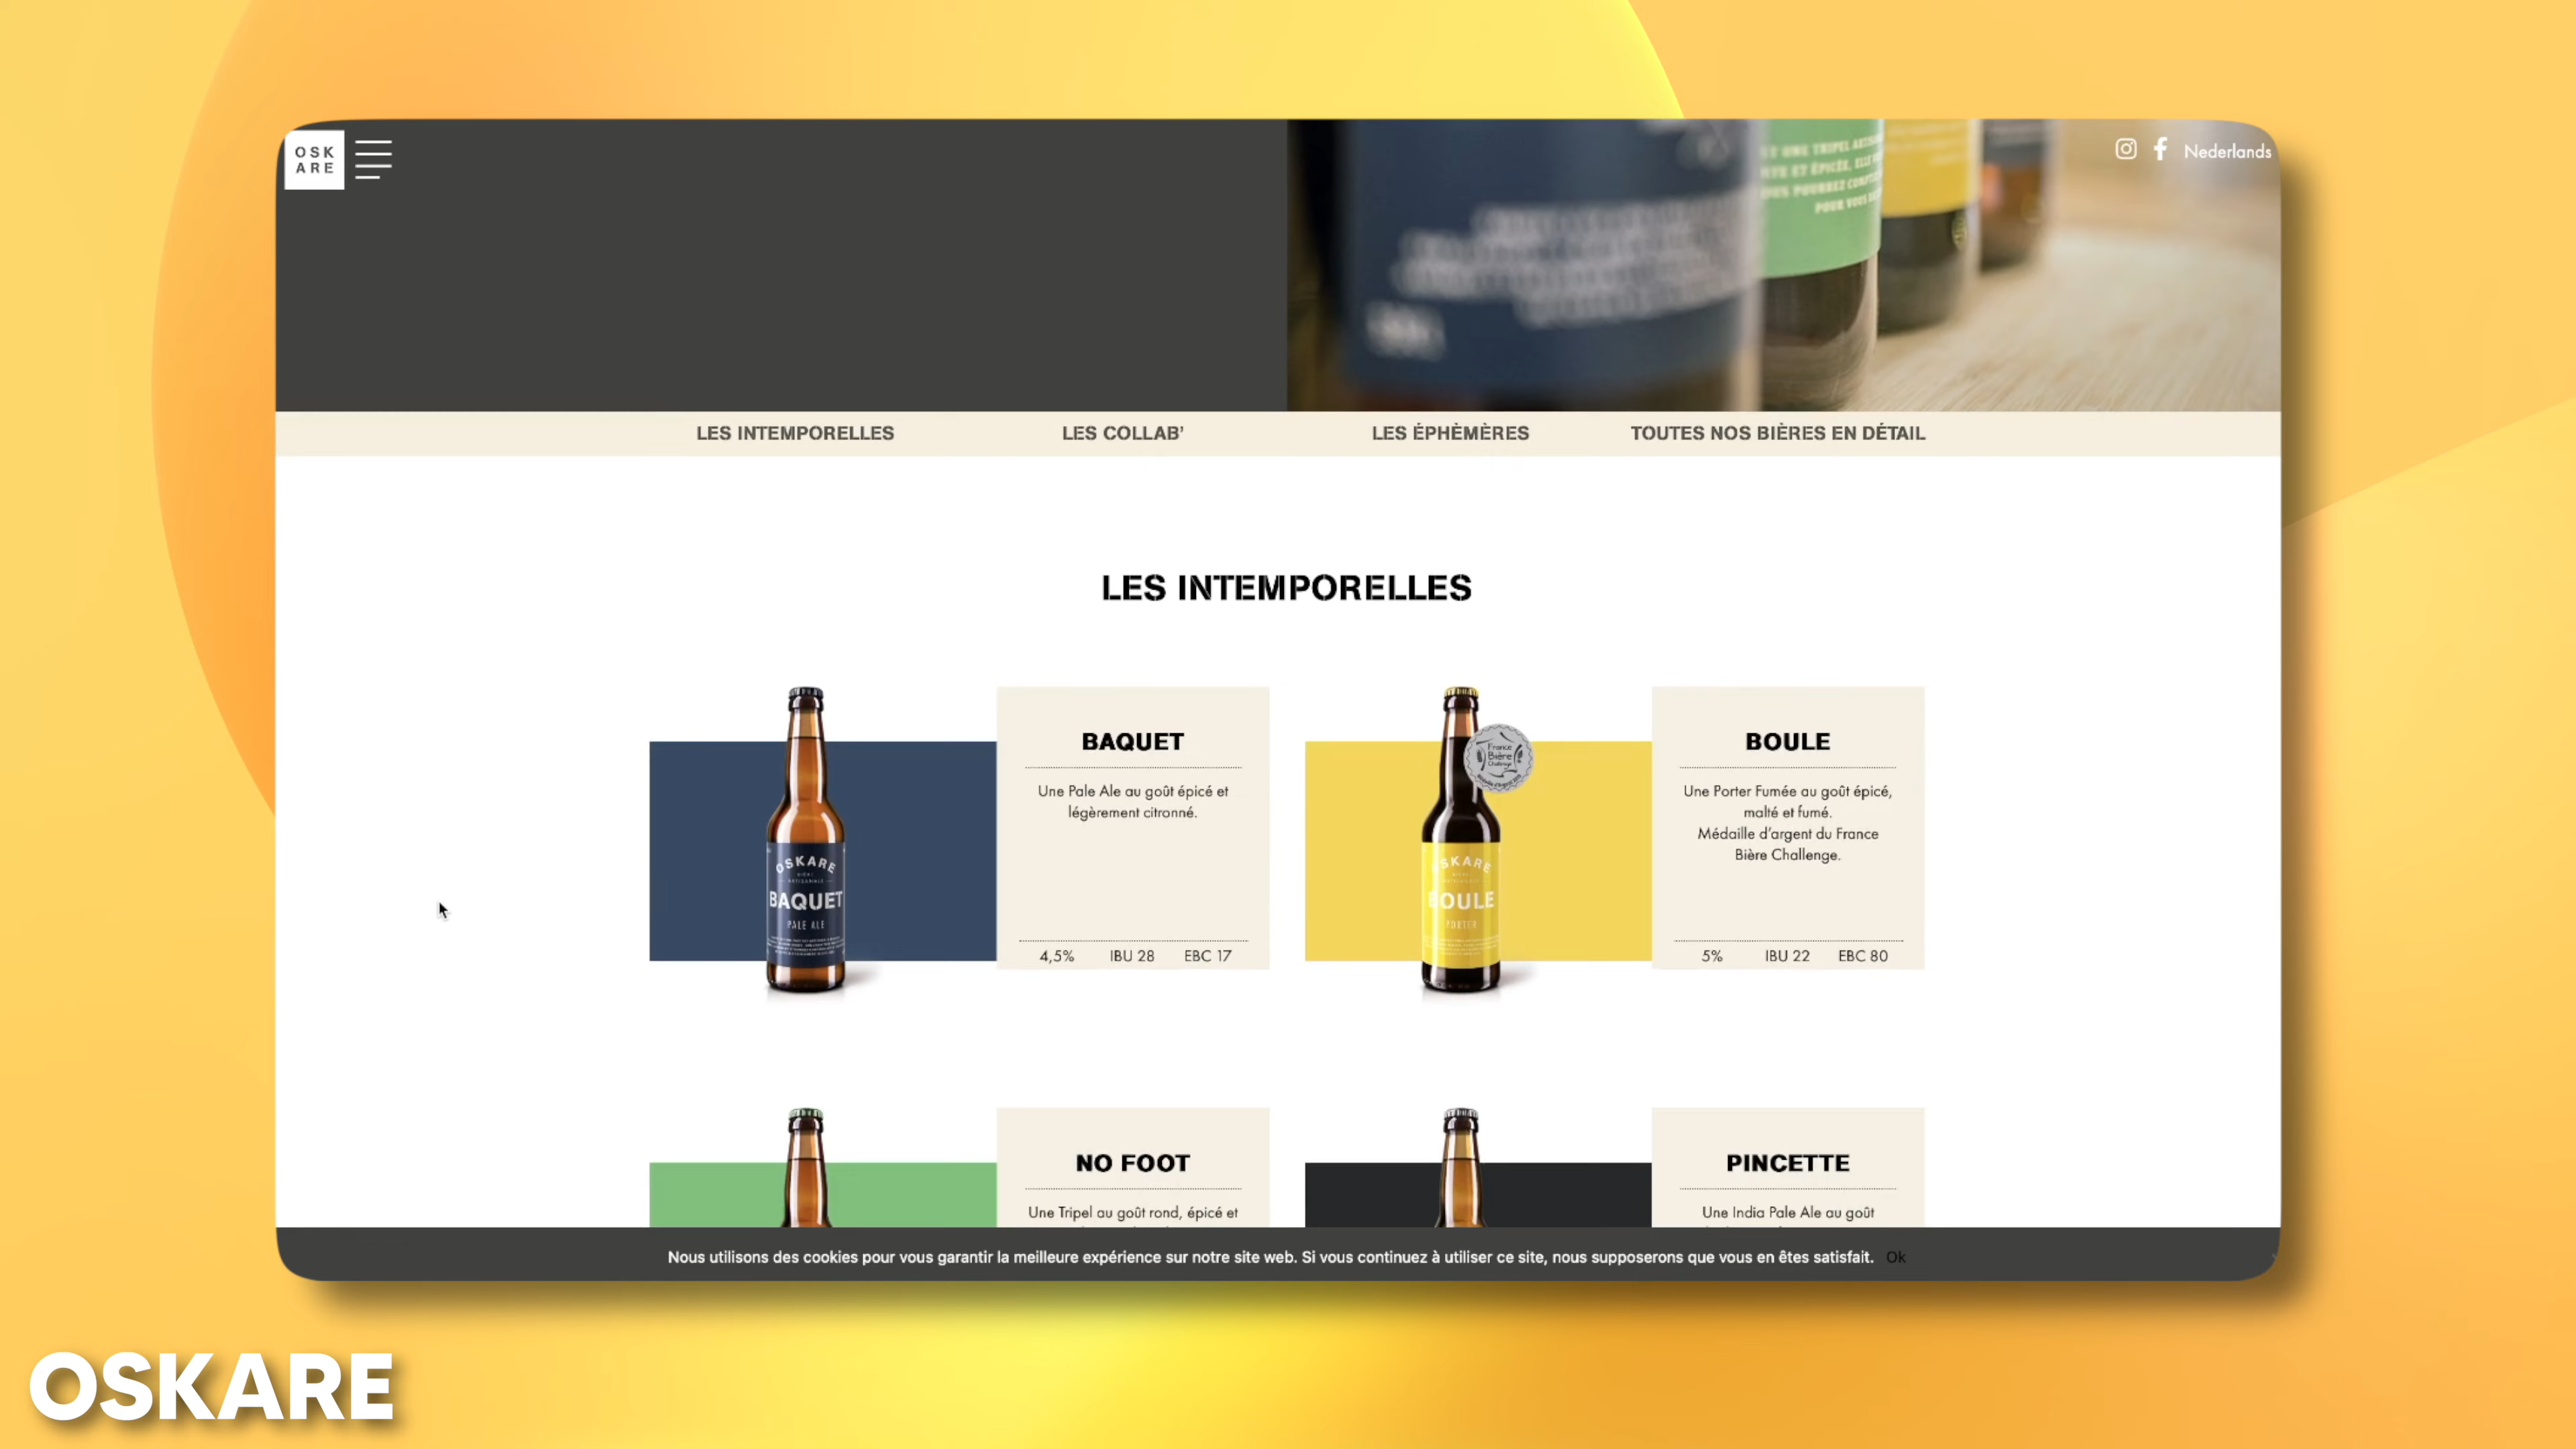 OSK
ARE
Nederlands
LES INTEMPORELLES
LES COLLAB'
LES ÉPHÈMÈRES
TOUTES NOS BIÈRES EN DÉTAIL
LES INTEMPORELLES
OSKARE
BAQUET
PALE ALE
BAQUET
Une Pale Ale au goût épicé et
légèrement citronné.
4,5% IBU 28 EBC 17
France
Bière
Challenge
OSKARE
BOULE
PORTER
BOULE
Une Porter Fumée au goût épicé,
malté et fumé.
Médaille d'argent du France
Bière Challenge.
5% IBU 22 EBC 80
NO FOOT
Une Tripel au goût rond, épicé et
PINCETTE
Une India Pale Ale au goût
Nous utilisons des cookies pour vous garantir la meilleure expérience sur notre site web. Si vous continuez à utiliser ce site, nous supposerons que vous en êtes satisfait. Ok
OSKARE